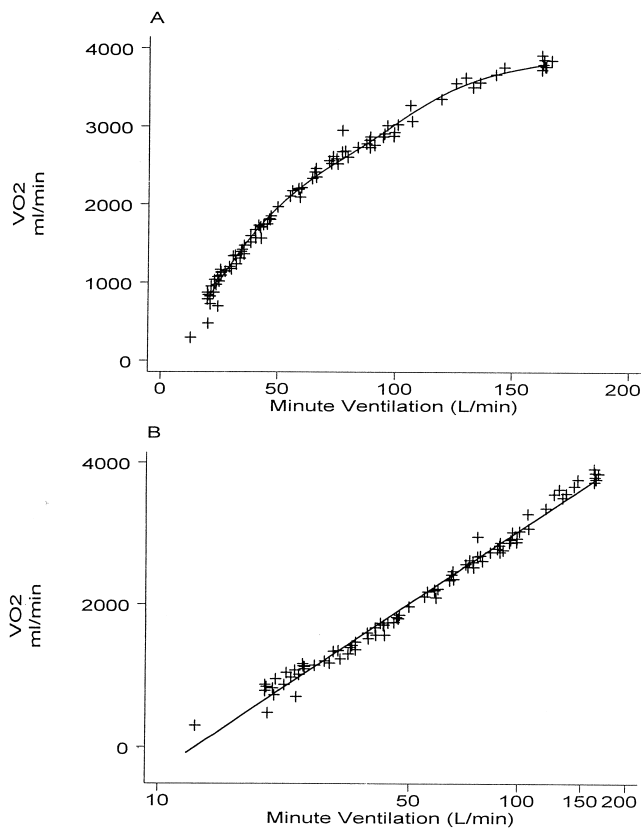 A
4000
3000
2000
1000
0
VO2
ml/min
0 50 100 150 200
Minute Ventilation (L/min)
B
4000
2000
0
VO2
ml/min
10 50 100 150 200
Minute Ventilation (L/min)